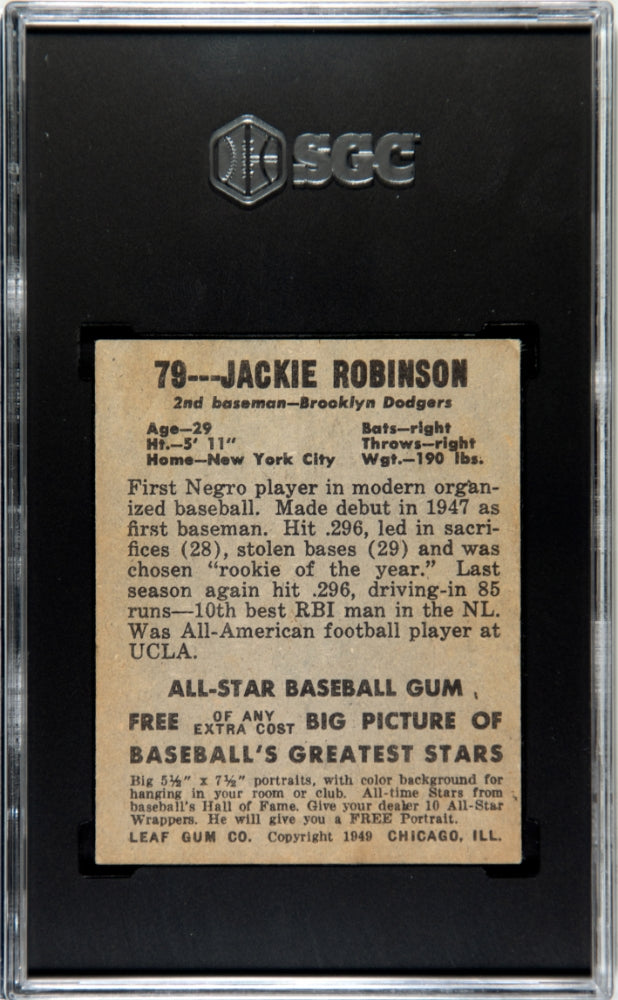 SGC
79---JACKIE ROBINSON
2nd baseman—Brooklyn Dodgers
Age—29 Bats—right
Ht.—5' 11" Throws—right
Home—New York City Wgt.—190 lbs.
First Negro player in modern organ-
ized baseball. Made debut in 1947 as
first baseman. Hit .296, led in sacri-
fices (28), stolen bases (29) and was
chosen "rookie of the year." Last
season again hit .296, driving-in 85
runs—10th best RBI man in the NL.
Was All-American football player at
UCLA.
ALL-STAR BASEBALL GUM
FREE OF ANY EXTRA COST BIG PICTURE OF
BASEBALL'S GREATEST STARS
Big 5½" x 7½" portraits, with color background for
hanging in your room or club. All-time Stars from
baseball's Hall of Fame. Give your dealer 10 All-Star
Wrappers. He will give you a FREE Portrait.
LEAF GUM CO. Copyright 1949 CHICAGO, ILL.